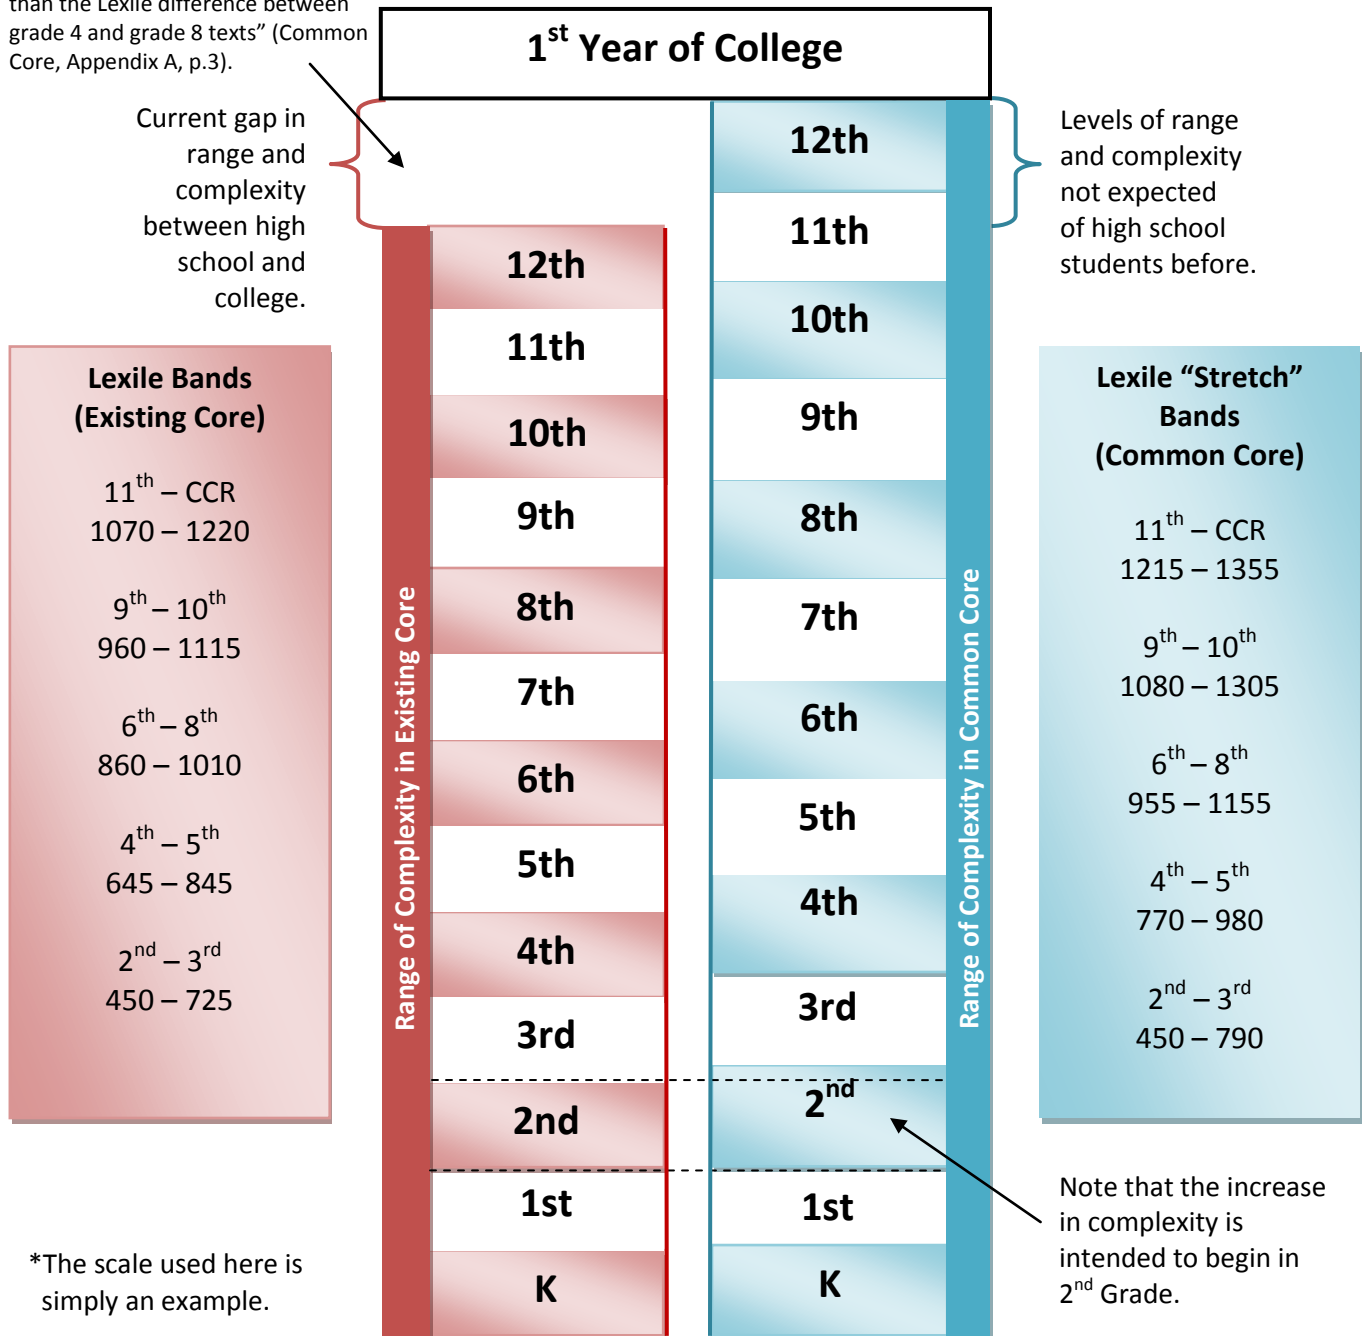 than the Lexile difference between
grade 4 and grade 8 texts” (Common
Core, Appendix A, p.3).
1st Year of College
Current gap in
range and
complexity
between high
school and
college.
Levels of range
and complexity
not expected
of high school
students before.
Lexile Bands
(Existing Core)
11th – CCR
1070 – 1220
9th – 10th
960 – 1115
6th – 8th
860 – 1010
4th – 5th
645 – 845
2nd – 3rd
450 – 725
Range of Complexity in Existing Core
12th
11th
10th
9th
8th
7th
6th
5th
4th
3rd
2nd
1st
K
12th
11th
10th
9th
8th
7th
6th
5th
4th
3rd
2nd
1st
K
Range of Complexity in Common Core
Lexile “Stretch”
Bands
(Common Core)
11th – CCR
1215 – 1355
9th – 10th
1080 – 1305
6th – 8th
955 – 1155
4th – 5th
770 – 980
2nd – 3rd
450 – 790
Note that the increase
in complexity is
intended to begin in
2nd Grade.
*The scale used here is
simply an example.